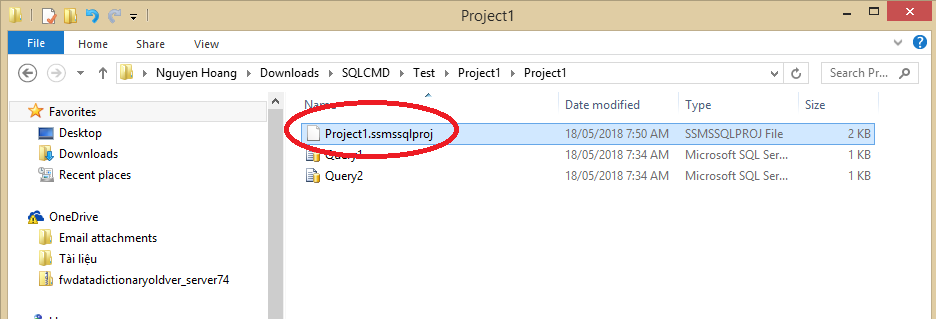 Project1
File Home Share View
Nguyen Hoang Downloads SQLCMD Test Project1 Project1 Search Pr...
Name Date modified Type Size
Favorites
Desktop
Downloads
Recent places
OneDrive
Email attachments
Tài liệu
fwdatadictionaryoldver_server74
Project1.ssmssqlproj 18/05/2018 7:50 AM SSMSSQLPROJ File 2 KB
Query1 18/05/2018 7:34 AM Microsoft SQL Ser... 1 KB
Query2 18/05/2018 7:34 AM Microsoft SQL Ser... 1 KB